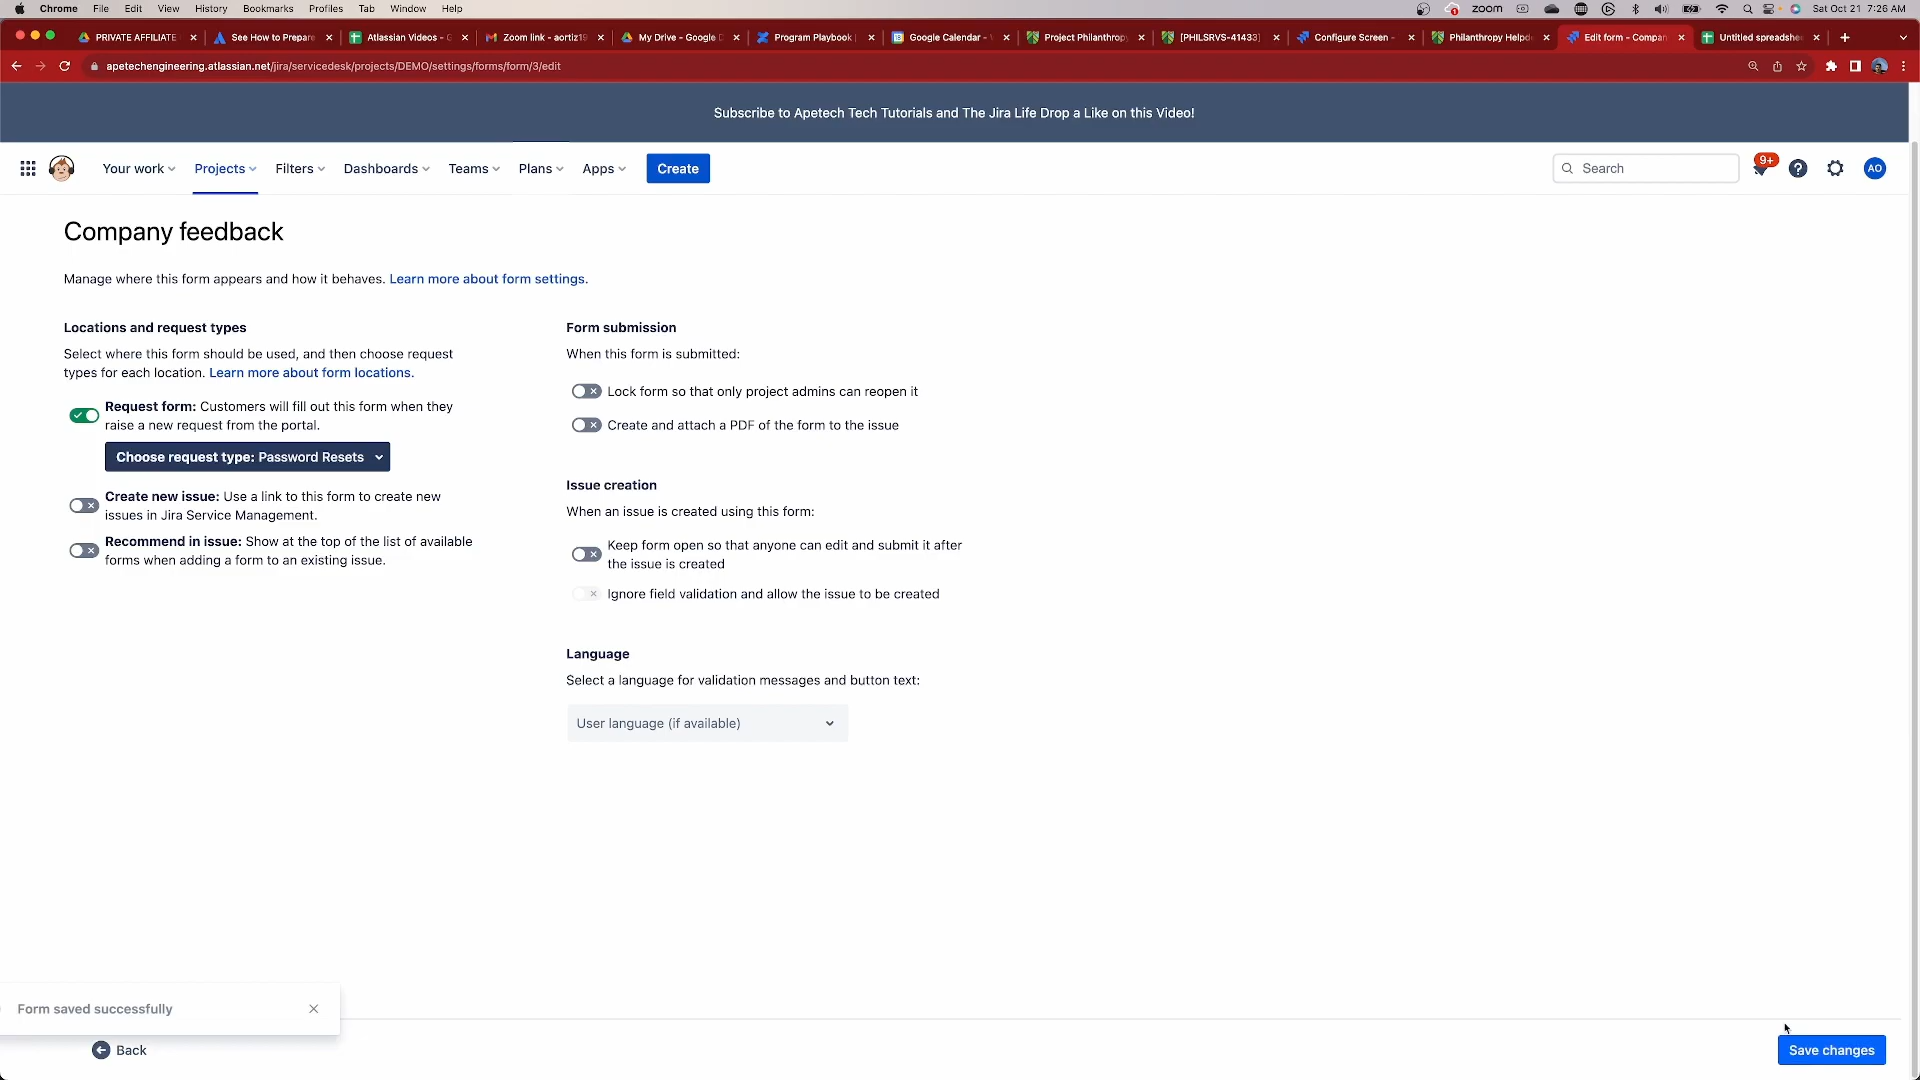 Chrome File Edit View History Bookmarks Profiles Tab Window Help
zoom Sat Oct 21 7:26 AM
PRIVATE AFFILIATE
See How to Prepare
Atlassian Videos - G
Zoom link - aortiz19
My Drive - Google D
Program Playbook
Google Calendar -
Project Philanthropy
[PHILSRVS-41433]
Configure Screen -
Philanthropy Helpd
Edit form - Compan
Untitled spreadshe
apetechengineering.atlassian.net/jira/servicedesk/projects/DEMO/settings/forms/form/3/edit
Subscribe to Apetech Tech Tutorials and The Jira Life Drop a Like on this Video!
Your work Projects Filters Dashboards Teams Plans Apps Create
Search 9+ AO
Company feedback
Manage where this form appears and how it behaves. Learn more about form settings.
Locations and request types
Select where this form should be used, and then choose request
types for each location. Learn more about form locations.
Request form: Customers will fill out this form when they
raise a new request from the portal.
Choose request type: Password Resets
Create new issue: Use a link to this form to create new
issues in Jira Service Management.
Recommend in issue: Show at the top of the list of available
forms when adding a form to an existing issue.
Form submission
When this form is submitted:
Lock form so that only project admins can reopen it
Create and attach a PDF of the form to the issue
Issue creation
When an issue is created using this form:
Keep form open so that anyone can edit and submit it after
the issue is created
Ignore field validation and allow the issue to be created
Language
Select a language for validation messages and button text:
User language (if available)
Form saved successfully
Back
Save changes